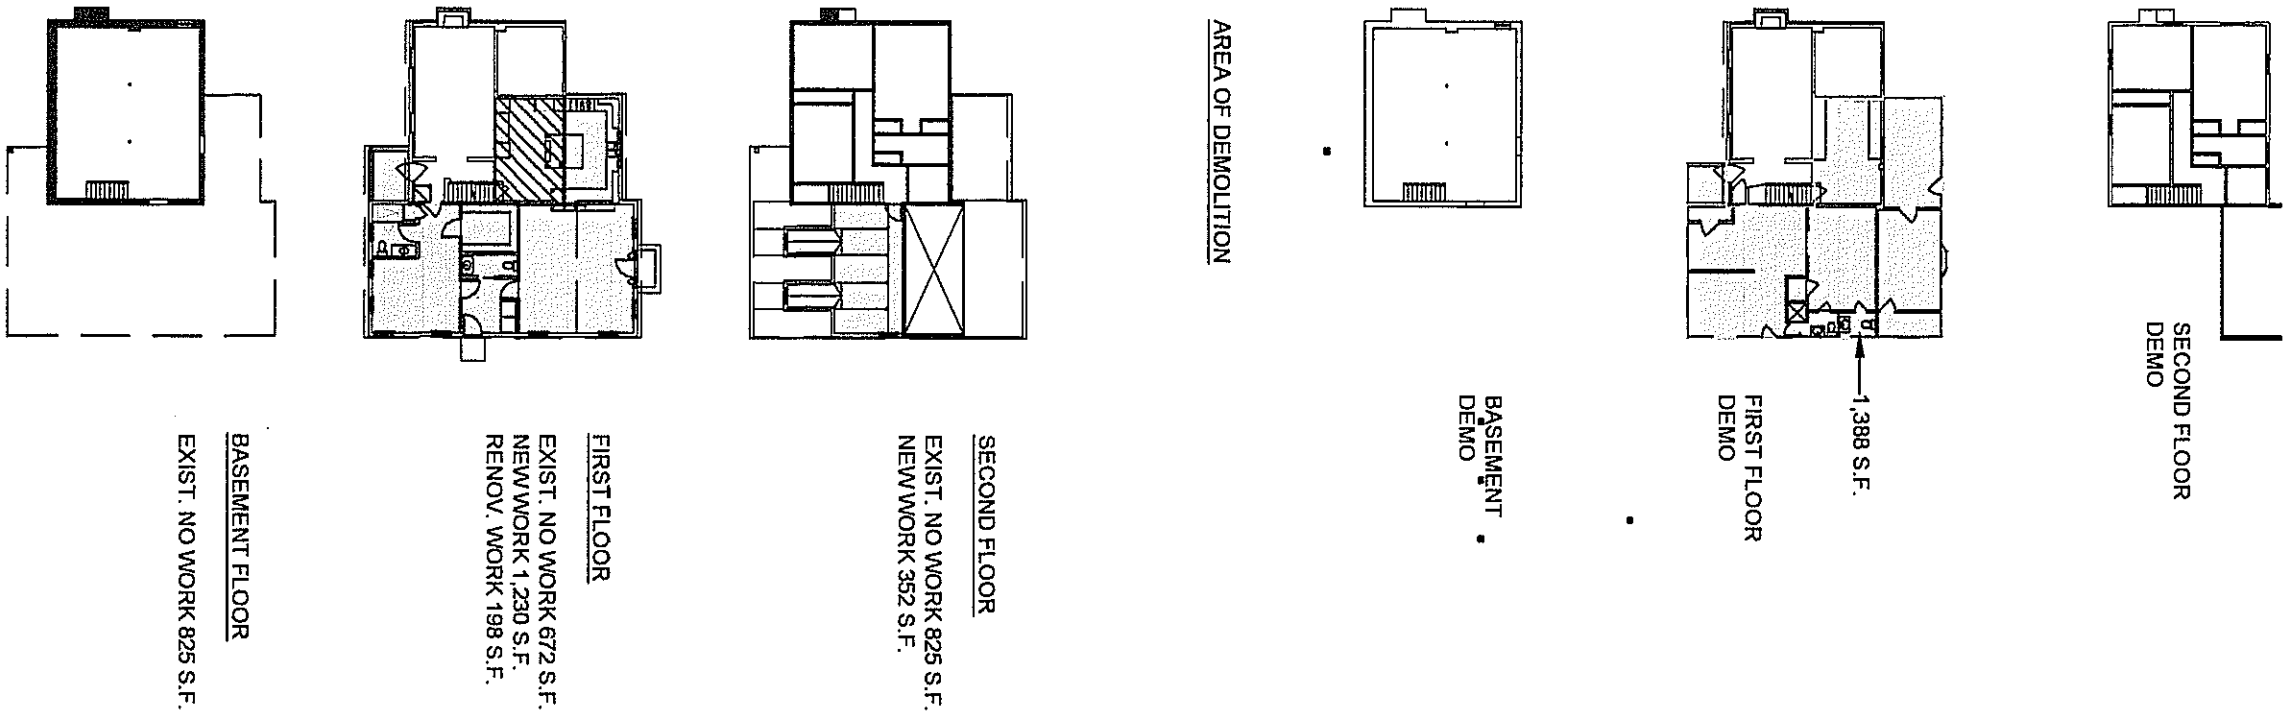 SECOND FLOOR
DEMO
1,388 S.F.
FIRST FLOOR
DEMO
BASEMENT
DEMO
AREA OF DEMOLITION
SECOND FLOOR
EXIST. NO WORK 825 S.F.
NEW WORK 352 S.F.
FIRST FLOOR
EXIST. NO WORK 672 S.F.
NEW WORK 1,230 S.F.
RENOV. WORK 198 S.F.
BASEMENT FLOOR
EXIST. NO WORK 825 S.F.